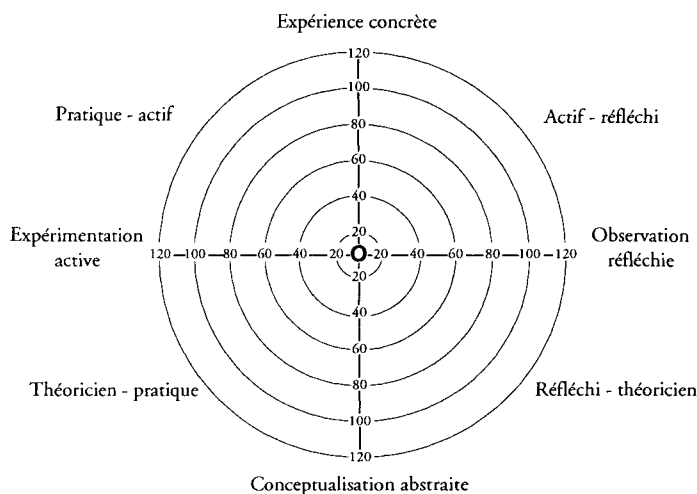 Expérience concrète
120
100
Pratique - actif
Actif - réfléchi
80
60
40
20
Expérimentation
active
Observation
réfléchie
120 100 80 60 40 20 O 20 40 60 80 100 120
20
40
60
Théoricien - pratique
Réfléchi - théoricien
80
100
120
Conceptualisation abstraite